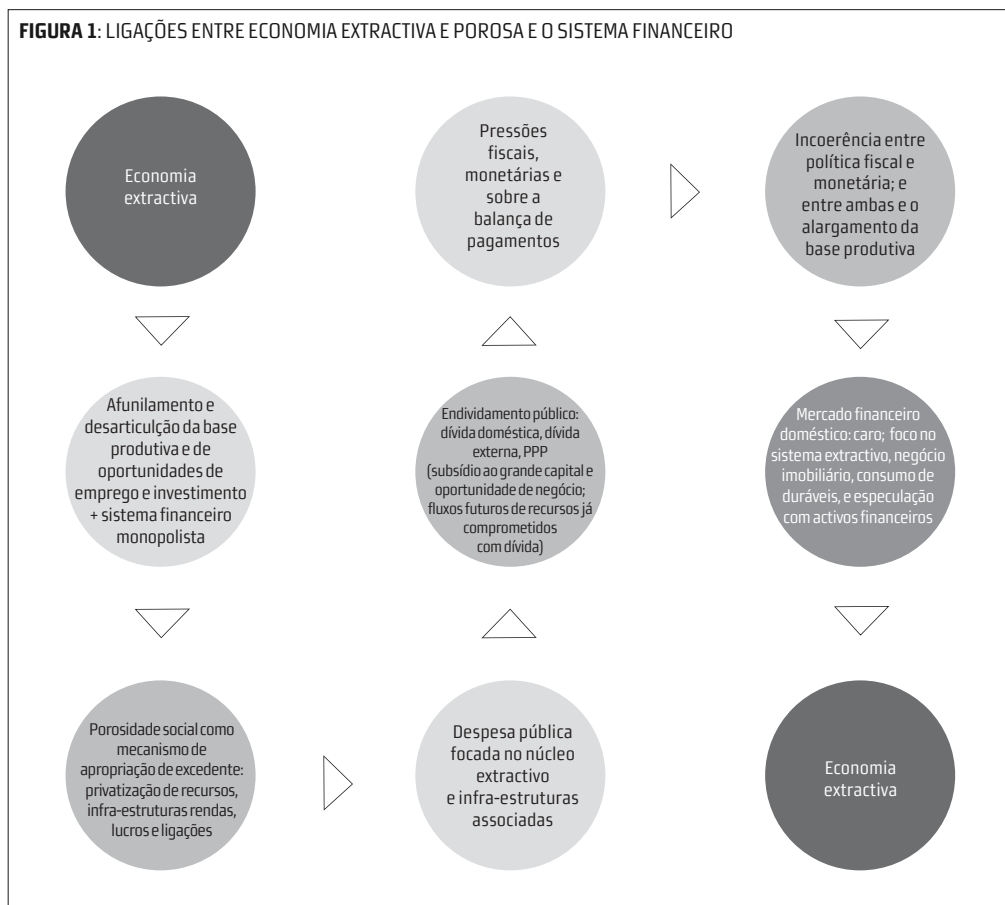 FIGURA 1: LIGAÇÕES ENTRE ECONOMIA EXTRACTIVA E POROSA E O SISTEMA FINANCEIRO
Economia
extractiva
Afunilamento e
desarticulção da base
produtiva e de
oportunidades de
emprego e investimento
+ sistema financeiro
monopolista
Porosidade social como
mecanismo de
apropriação de excedente:
privatização de recursos,
infra-estruturas rendas,
lucros e ligações
Despesa pública
focada no núcleo
extractivo
e infra-estruturas
associadas
Endividamento público:
dívida doméstica, dívida
externa, PPP
(subsídio ao grande capital e
oportunidade de negócio;
fluxos futuros de recursos já
comprometidos
com dívida)
Pressões
fiscais,
monetárias e
sobre a
balança de
pagamentos
Incoerência entre
política fiscal e
monetária; e
entre ambas e o
alargamento da
base produtiva
Mercado financeiro
doméstico: caro; foco no
sistema extractivo, negócio
imobiliário, consumo de
duráveis, e especulação
com activos financeiros
Economia
extractiva